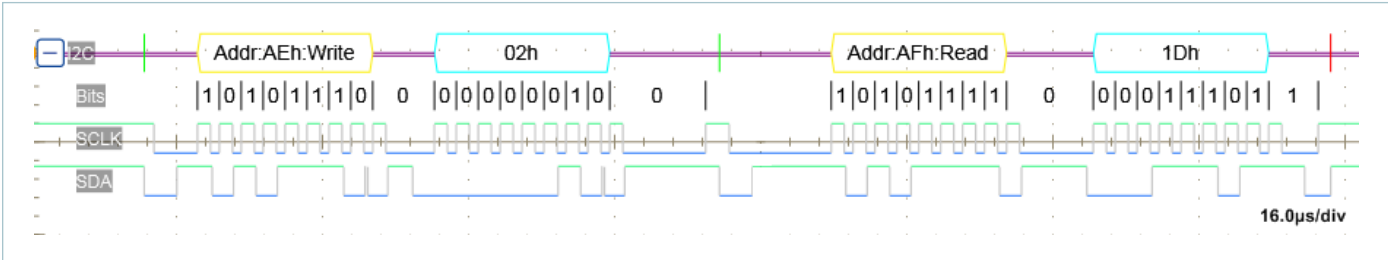 I2C Addr:AEh:Write 02h Addr:AFh:Read 1Dh
Bits 1 0 1 0 1 1 1 0 0 0 0 0 0 0 0 1 0 0 1 0 1 0 1 1 1 1 0 0 0 0 1 1 1 0 1 1
SCLK
SDA
16.0µs/div